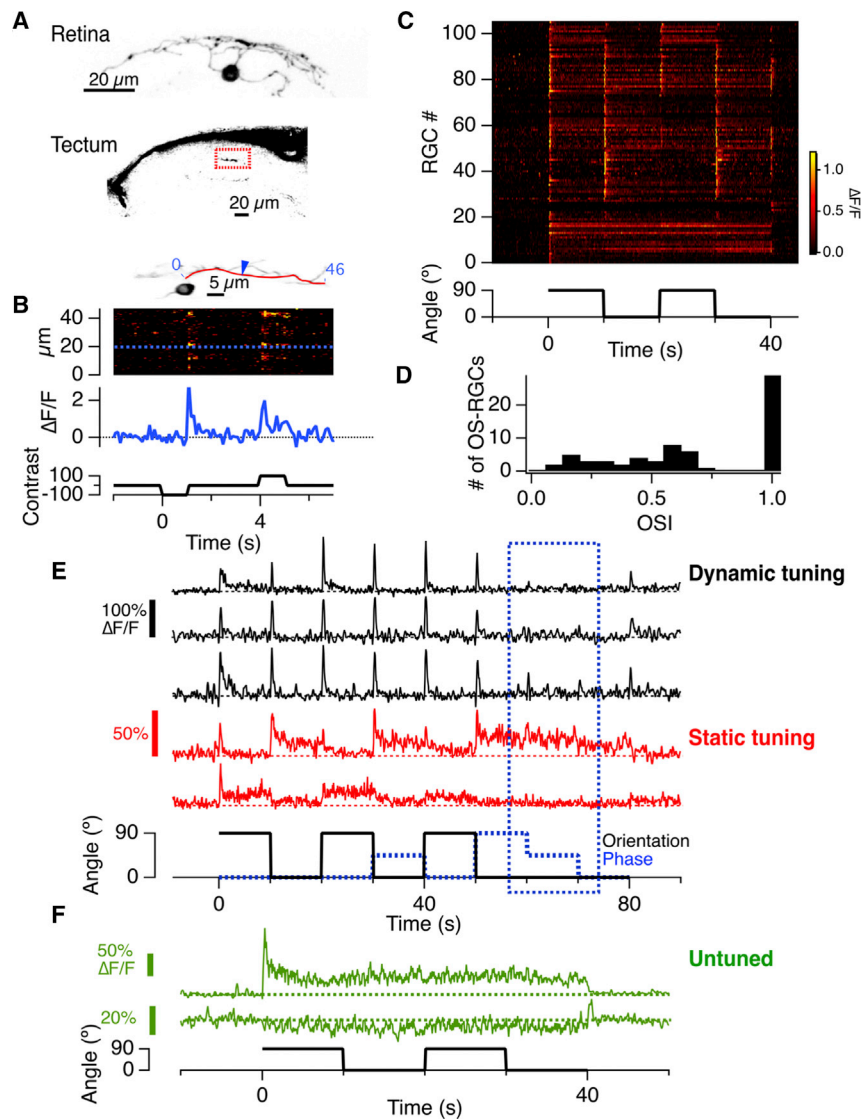 A
Retina
20 µm
Tectum
20 µm
0
46
5 µm
B
µm
40
20
0
ΔF/F
2
0
Contrast
100
-100
0
4
Time (s)
C
RGC #
100
80
60
40
20
0
1.0
0.5
0.0
ΔF/F
Angle (º)
90
0
0
40
Time (s)
D
# of OS-RGCs
20
0
0.0
0.5
1.0
OSI
E
Dynamic tuning
100%
ΔF/F
50%
Static tuning
Angle (º)
90
0
Orientation
Phase
0
40
80
Time (s)
F
50%
ΔF/F
Untuned
20%
Angle (º)
90
0
0
40
Time (s)